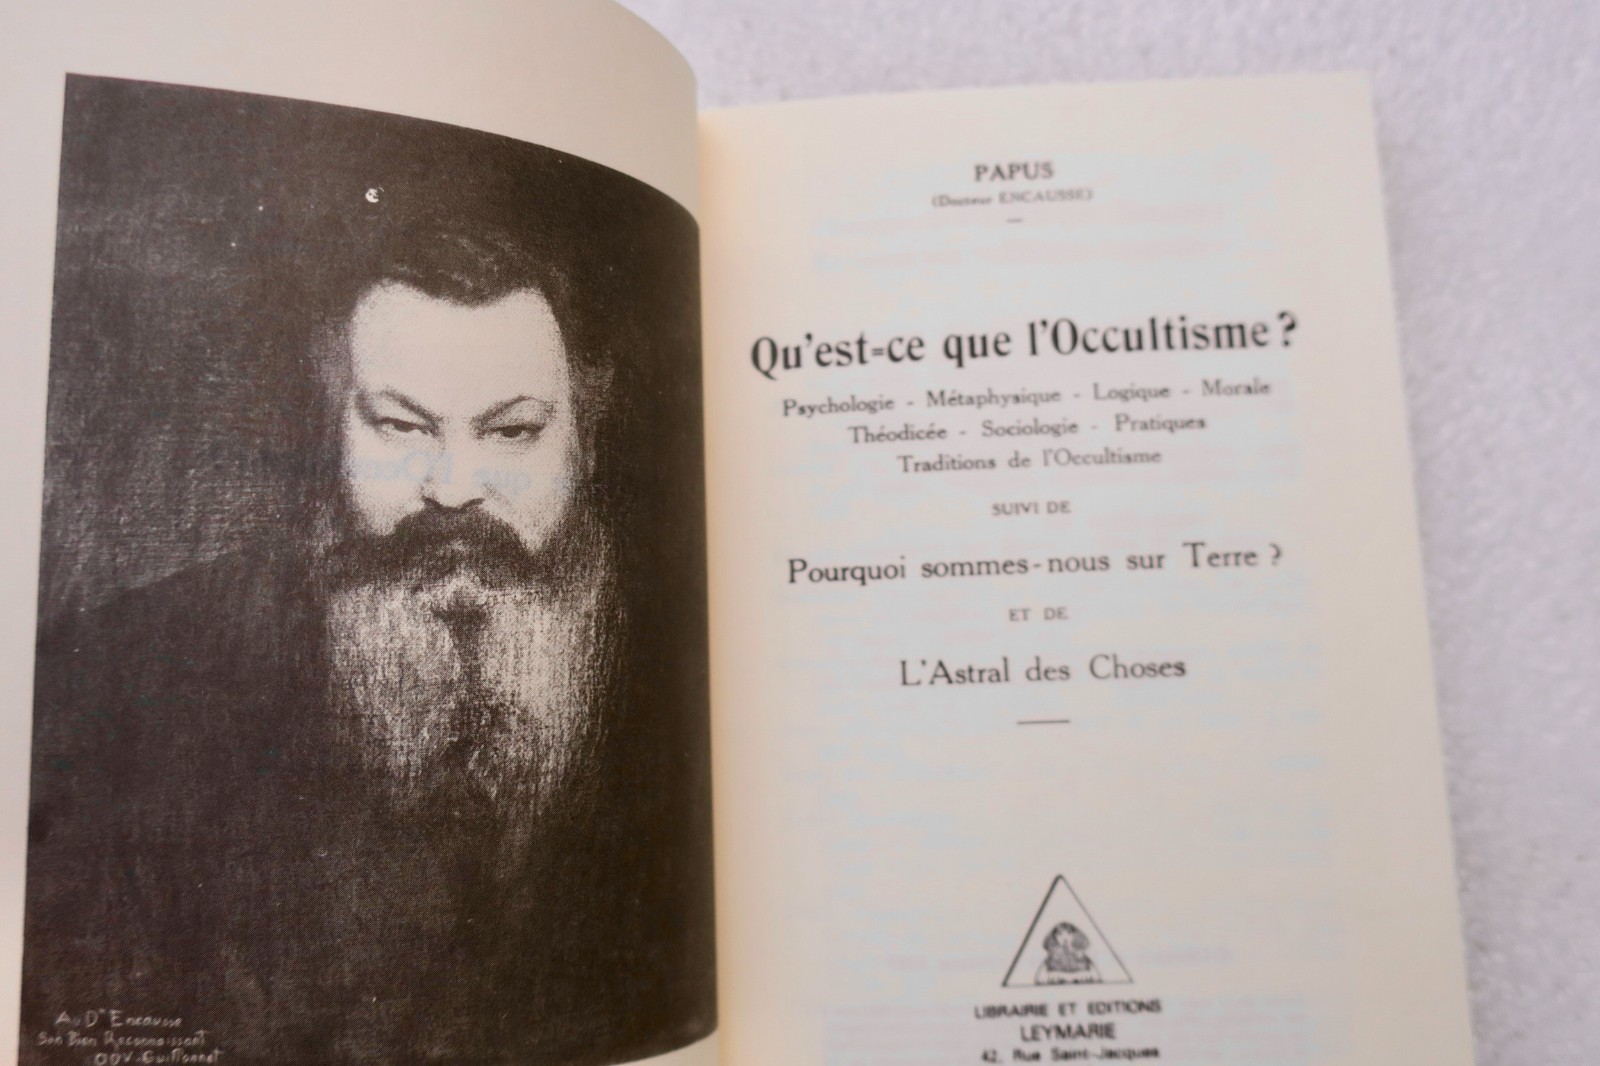 Au Dr Encausse
Son Bien Reconnaissant
ODV. Guillonnet
PAPUS
(Docteur ENCAUSSE)
Qu'est-ce que l'Occultisme ?
Psychologie - Métaphysique - Logique - Morale
Théodicée - Sociologie - Pratiques
Traditions de l'Occultisme
SUIVI DE
Pourquoi sommes-nous sur Terre ?
ET DE
L'Astral des Choses
LIBRAIRIE ET EDITIONS
LEYMARIE
42, Rue Saint-Jacques